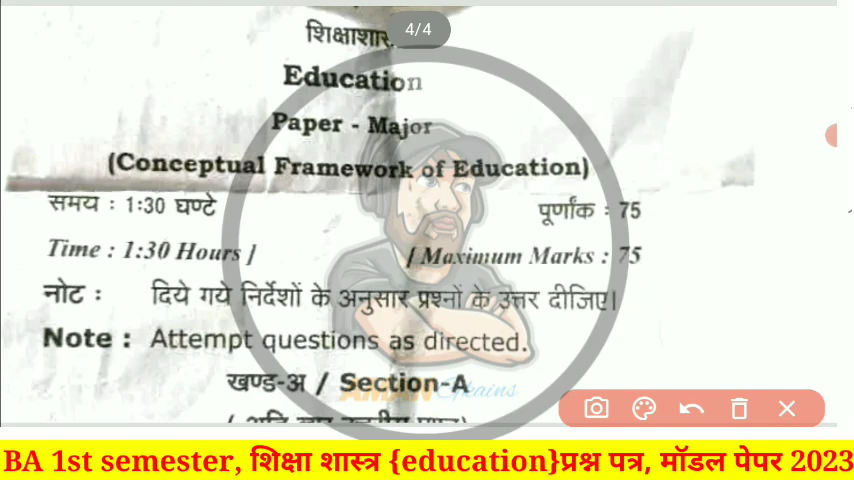 4/4
शिक्षाशास्
Education
Paper - Major
(Conceptual Framework of Education)
समय : 1:30 घण्टे पूर्णांक : 75
Time : 1:30 Hours ] [ Maximum Marks : 75
नोट : दिये गये निर्देशों के अनुसार प्रश्नों के उत्तर दीजिए।
Note : Attempt questions as directed.
खण्ड-अ / Section-A
AMAN
BA 1st semester, शिक्षा शास्त्र {education}प्रश्न पत्र, मॉडल पेपर 2023